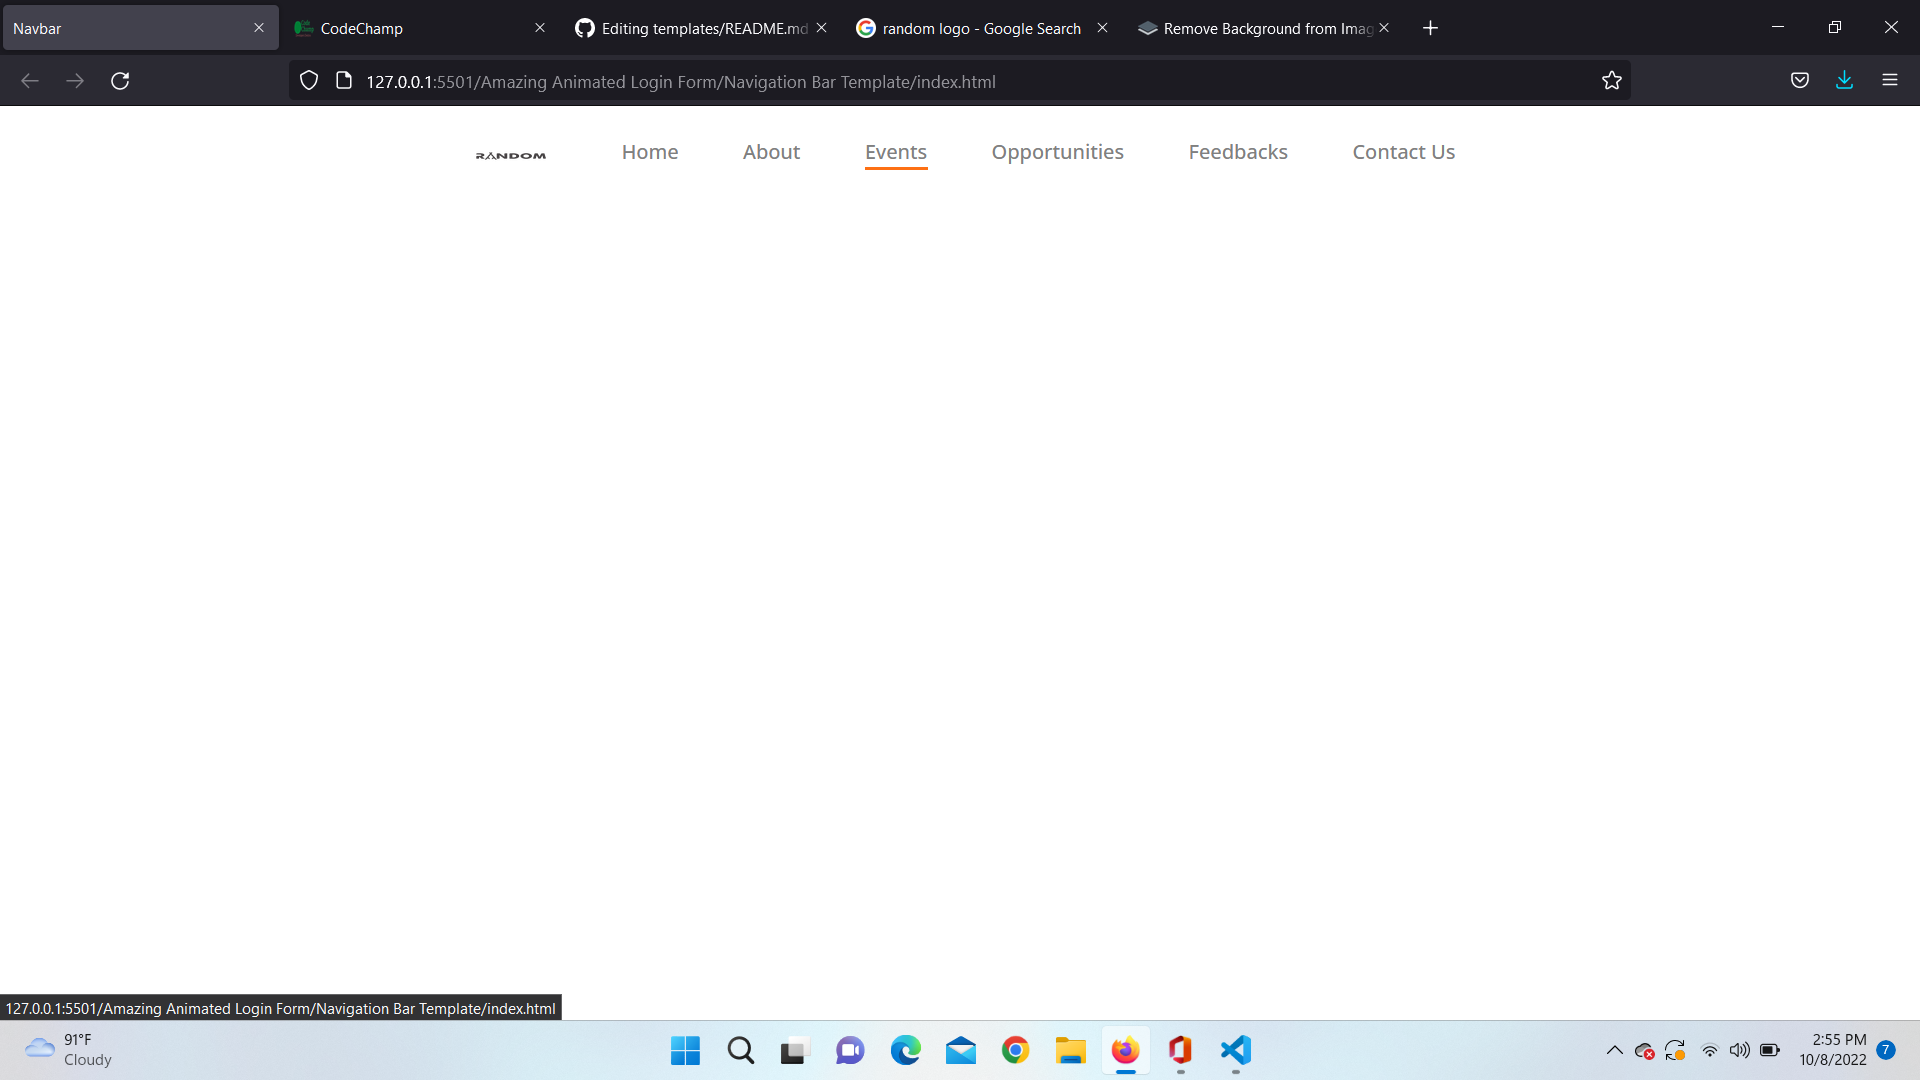 Navbar
CodeChamp
Editing templates/README.md
random logo - Google Search
Remove Background from Imag
127.0.0.1:5501/Amazing Animated Login Form/Navigation Bar Template/index.html
RANDOM Home About Events Opportunities Feedbacks Contact Us
127.0.0.1:5501/Amazing Animated Login Form/Navigation Bar Template/index.html
91°F
Cloudy
2:55 PM
10/8/2022
7